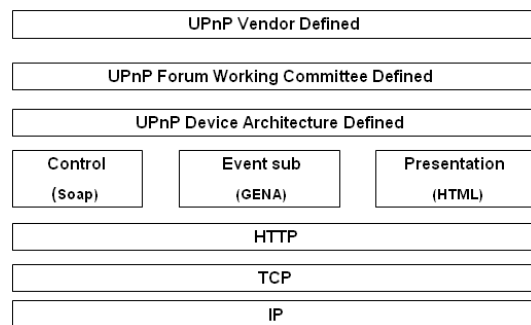 UPnP Vendor Defined
UPnP Forum Working Committee Defined
UPnP Device Architecture Defined
Control
(Soap)
Event sub
(GENA)
Presentation
(HTML)
HTTP
TCP
IP